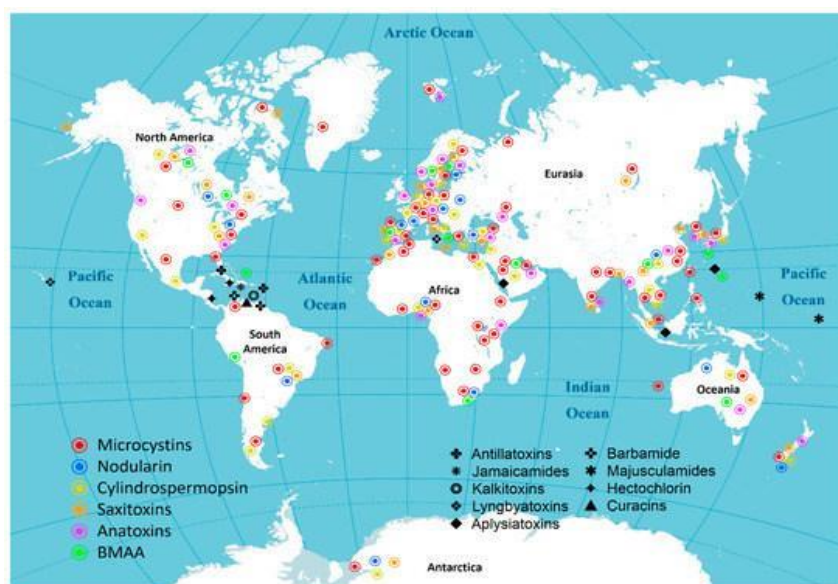 Arctic Ocean
North America
Eurasia
Pacific
Ocean
Atlantic
Ocean
Pacific
Ocean
Africa
South
America
Indian
Ocean
Oceania
Microcystins
Nodularin
Cylindrospermopsin
Saxitoxins
Anatoxins
BMAA
Antillatoxins
Jamaicamides
Kalkitoxins
Lyngbyatoxins
Aplysiatoxins
Barbamide
Majusculamides
Hectochlorin
Curacins
Antarctica